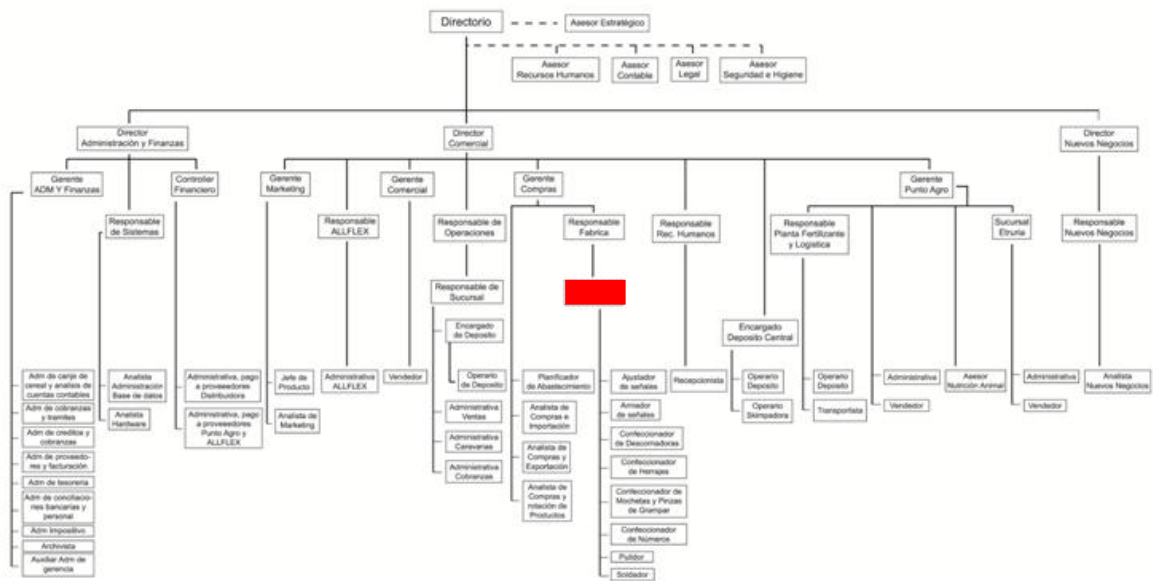 Directorio
Asesor Estratégico
Asesor
Recursos Humanos
Asesor
Contable
Asesor
Legal
Asesor
Seguridad e Higiene
Director
Administración y Finanzas
Director
Comercial
Director
Nuevos Negocios
Gerente
ADM Y Finanzas
Controller
Financiero
Gerente
Marketing
Gerente
Comercial
Gerente
Compras
Gerente
Punto Agro
Responsable
de Sistemas
Responsable
ALLFLEX
Responsable de
Operaciones
Responsable
Fabrica
Responsable
Rec. Humanos
Responsable
Planta Fertilizante
y Logistica
Sucursal
Etruria
Responsable
Nuevos Negocios
Responsable de
Sucursal
Encargado
de Deposito
Encargado
Deposito Central
Adm de canje de
cereal y analisis de
cuentas contables
Analista
Administración
Base de datos
Administrativa, pago
a proveedores
Distribuidora
Jefe de
Producto
Administrativa
ALLFLEX
Vendedor
Operario
de Deposito
Planificador
de Abastecimiento
Ajustador
de señales
Recepcionista
Operario
Deposito
Operario
Deposito
Administrativa
Asesor
Nutrición Animal
Administrativa
Analista
Nuevos Negocios
Adm de cobranzas
y tramites
Analista
Hardware
Administrativa, pago
a proveedores
Punto Agro y
ALLFLEX
Analista de
Marketing
Administrativa
Ventas
Analista de
Compras e
Importación
Armador
de señales
Operario
Skimpadora
Transportista
Vendedor
Vendedor
Adm de creditos y
cobranzas
Administrativa
Caravanas
Analista de
Compras y
Exportación
Confeccionador
de Descornadoras
Adm de proveedo-
res y facturación
Administrativa
Cobranzas
Confeccionador
de Herrajes
Adm de tesoreria
Analista de
Compras y
rotación de
Productos
Confeccionador de
Mochetas y Pinzas
de Grampar
Adm de conciliacio-
nes bancarias y
personal
Confeccionador
de Números
Adm Impositivo
Archivista
Pulidor
Auxiliar Adm de
gerencia
Soldador